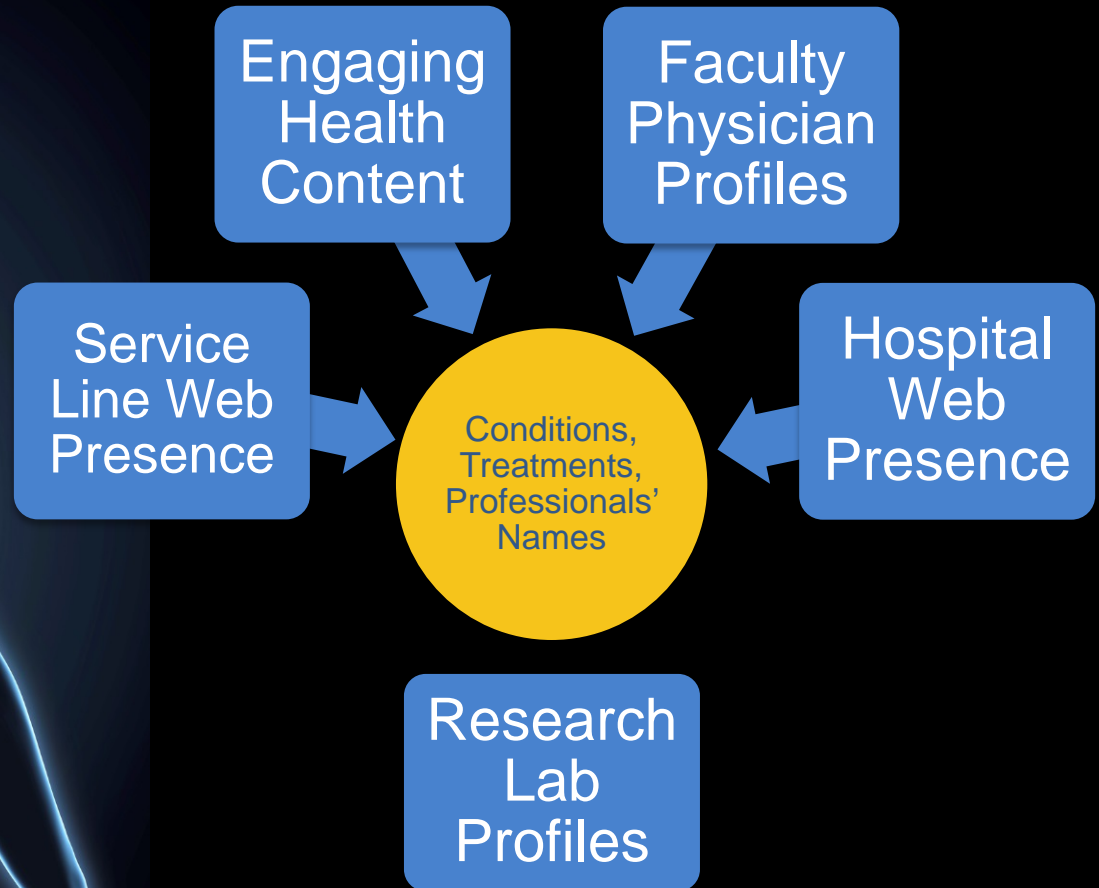 Engaging
Health
Content
Faculty
Physician
Profiles
Service
Line Web
Presence
Conditions,
Treatments,
Professionals’
Names
Hospital
Web
Presence
Research
Lab
Profiles